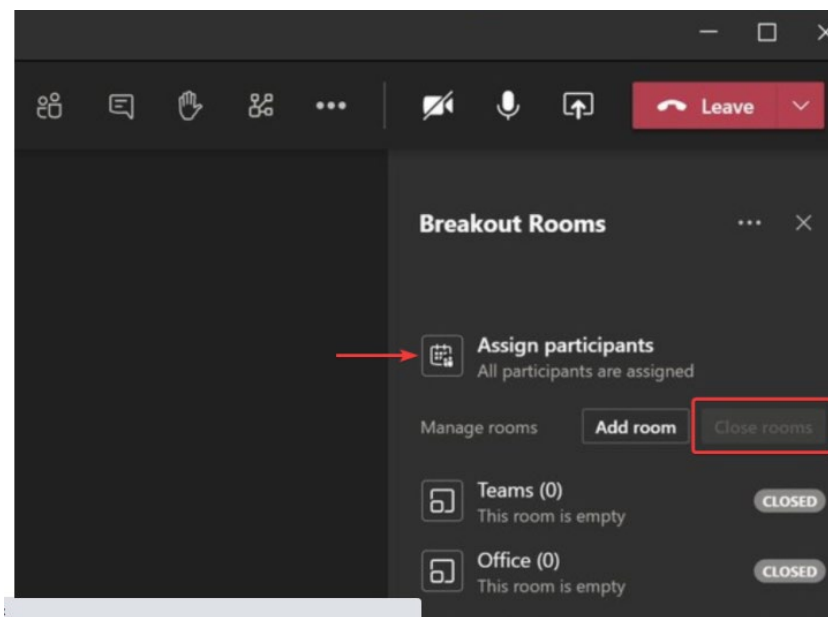 Leave
Breakout Rooms
Assign participants
All participants are assigned
Manage rooms Add room Close rooms
Teams (0)
This room is empty
CLOSED
Office (0)
This room is empty
CLOSED